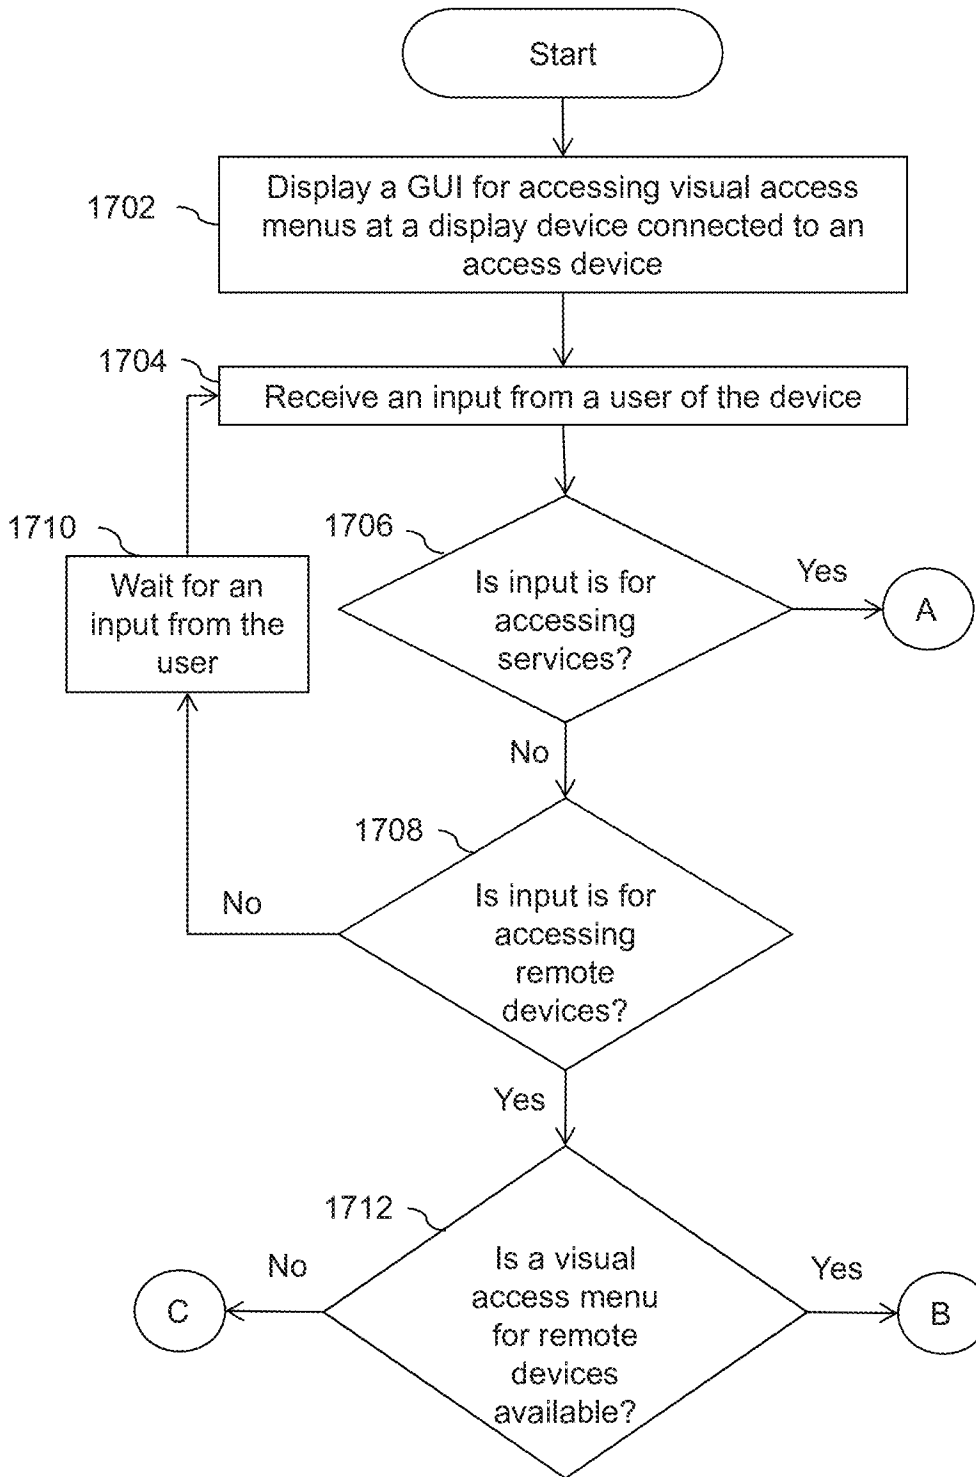 Start
1702
Display a GUI for accessing visual access
menus at a display device connected to an
access device
1704
Receive an input from a user of the device
1710
Wait for an
input from the
user
1706
Is input is for
accessing
services?
Yes
A
No
1708
Is input is for
accessing
remote
devices?
No
Yes
1712
Is a visual
access menu
for remote
devices
available?
No
C
Yes
B